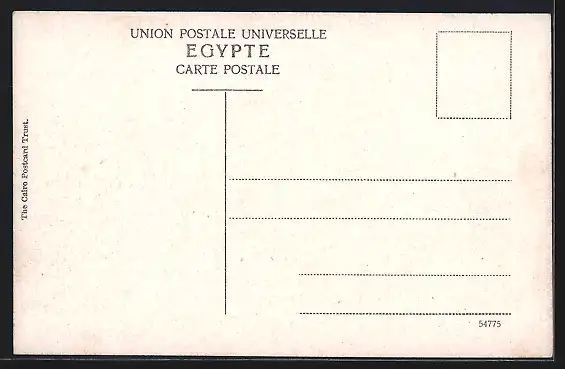 UNION POSTALE UNIVERSELLE
EGYPTE
CARTE POSTALE
The Cairo Postcard Trust.
54775